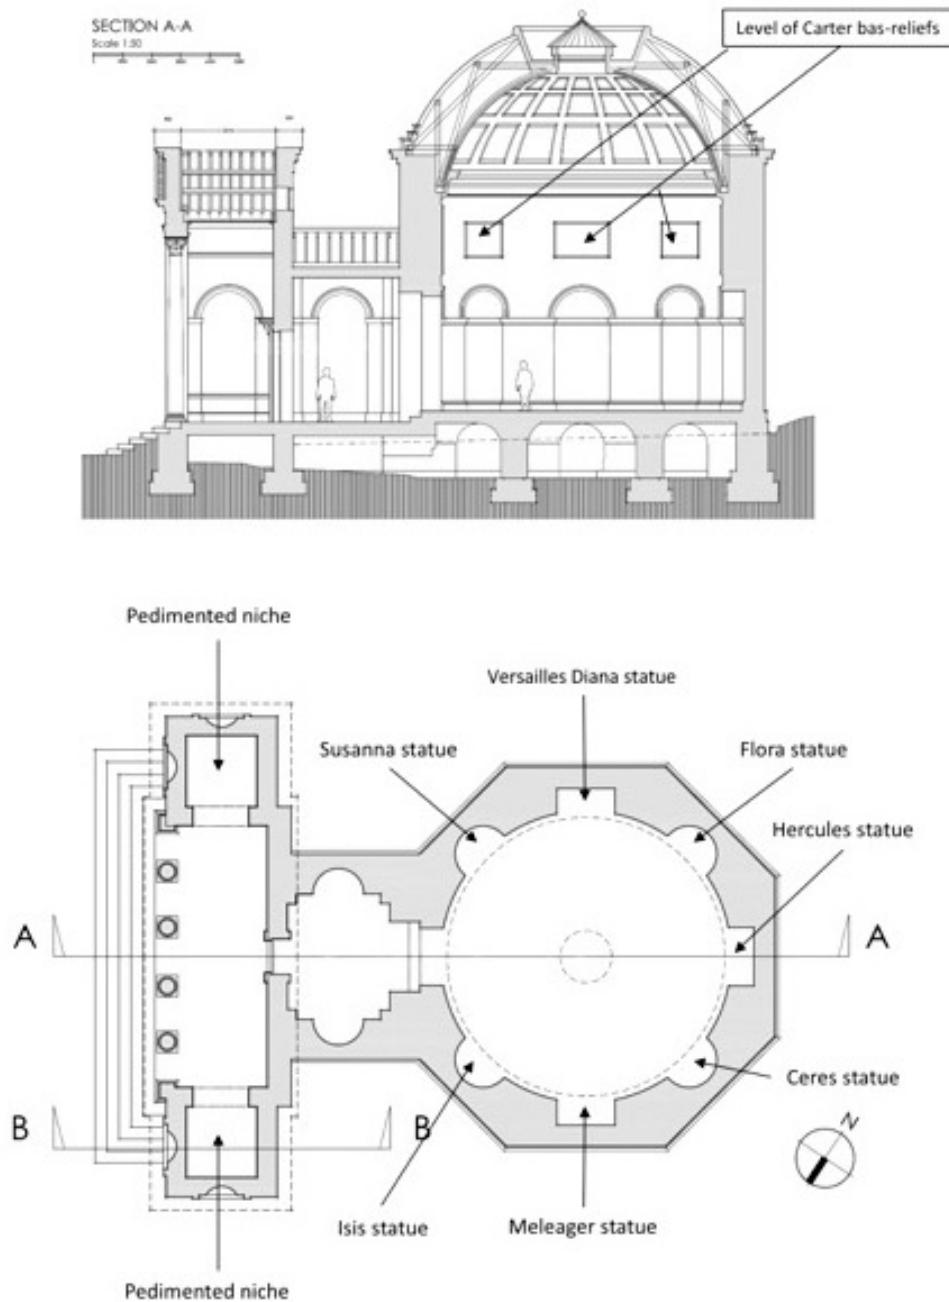 SECTION A-A
Scale 1:50
Level of Carter bas-reliefs
Pedimented niche
Versailles Diana statue
Susanna statue
Flora statue
Hercules statue
A
A
B
B
Ceres statue
N
Isis statue
Meleager statue
Pedimented niche